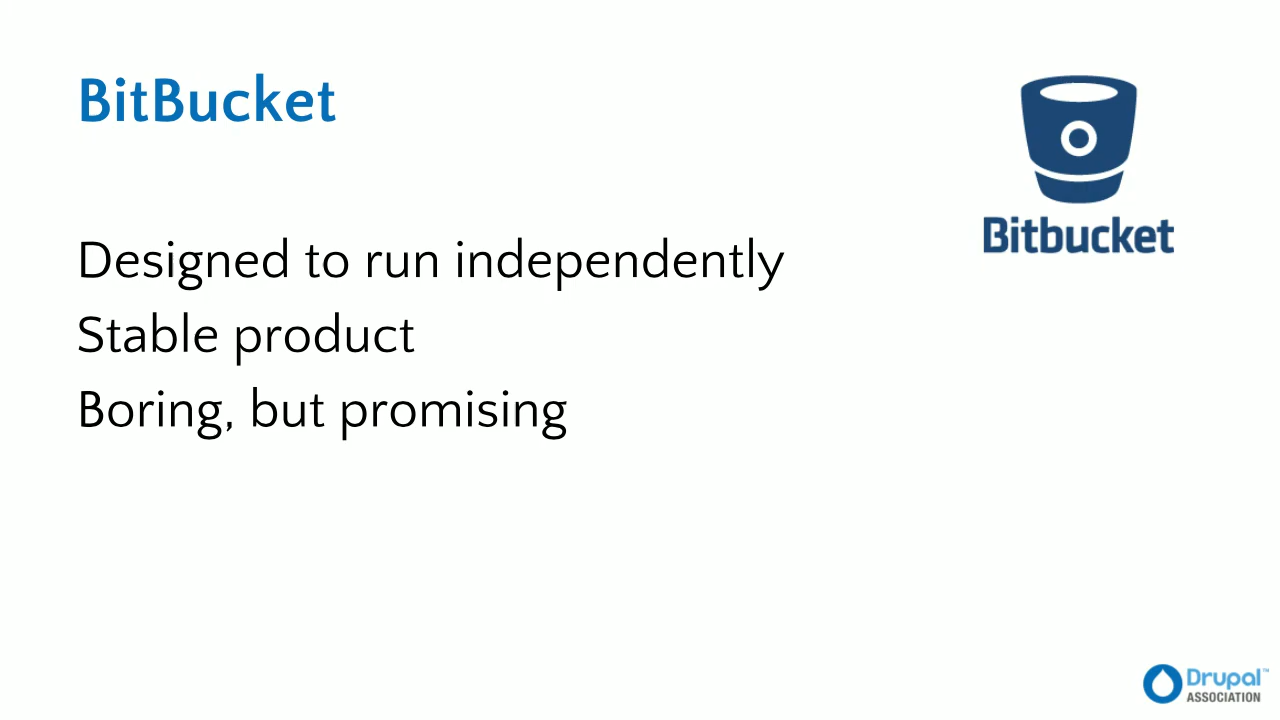 BitBucket
Bitbucket
Designed to run independently
Stable product
Boring, but promising
Drupal™
ASSOCIATION